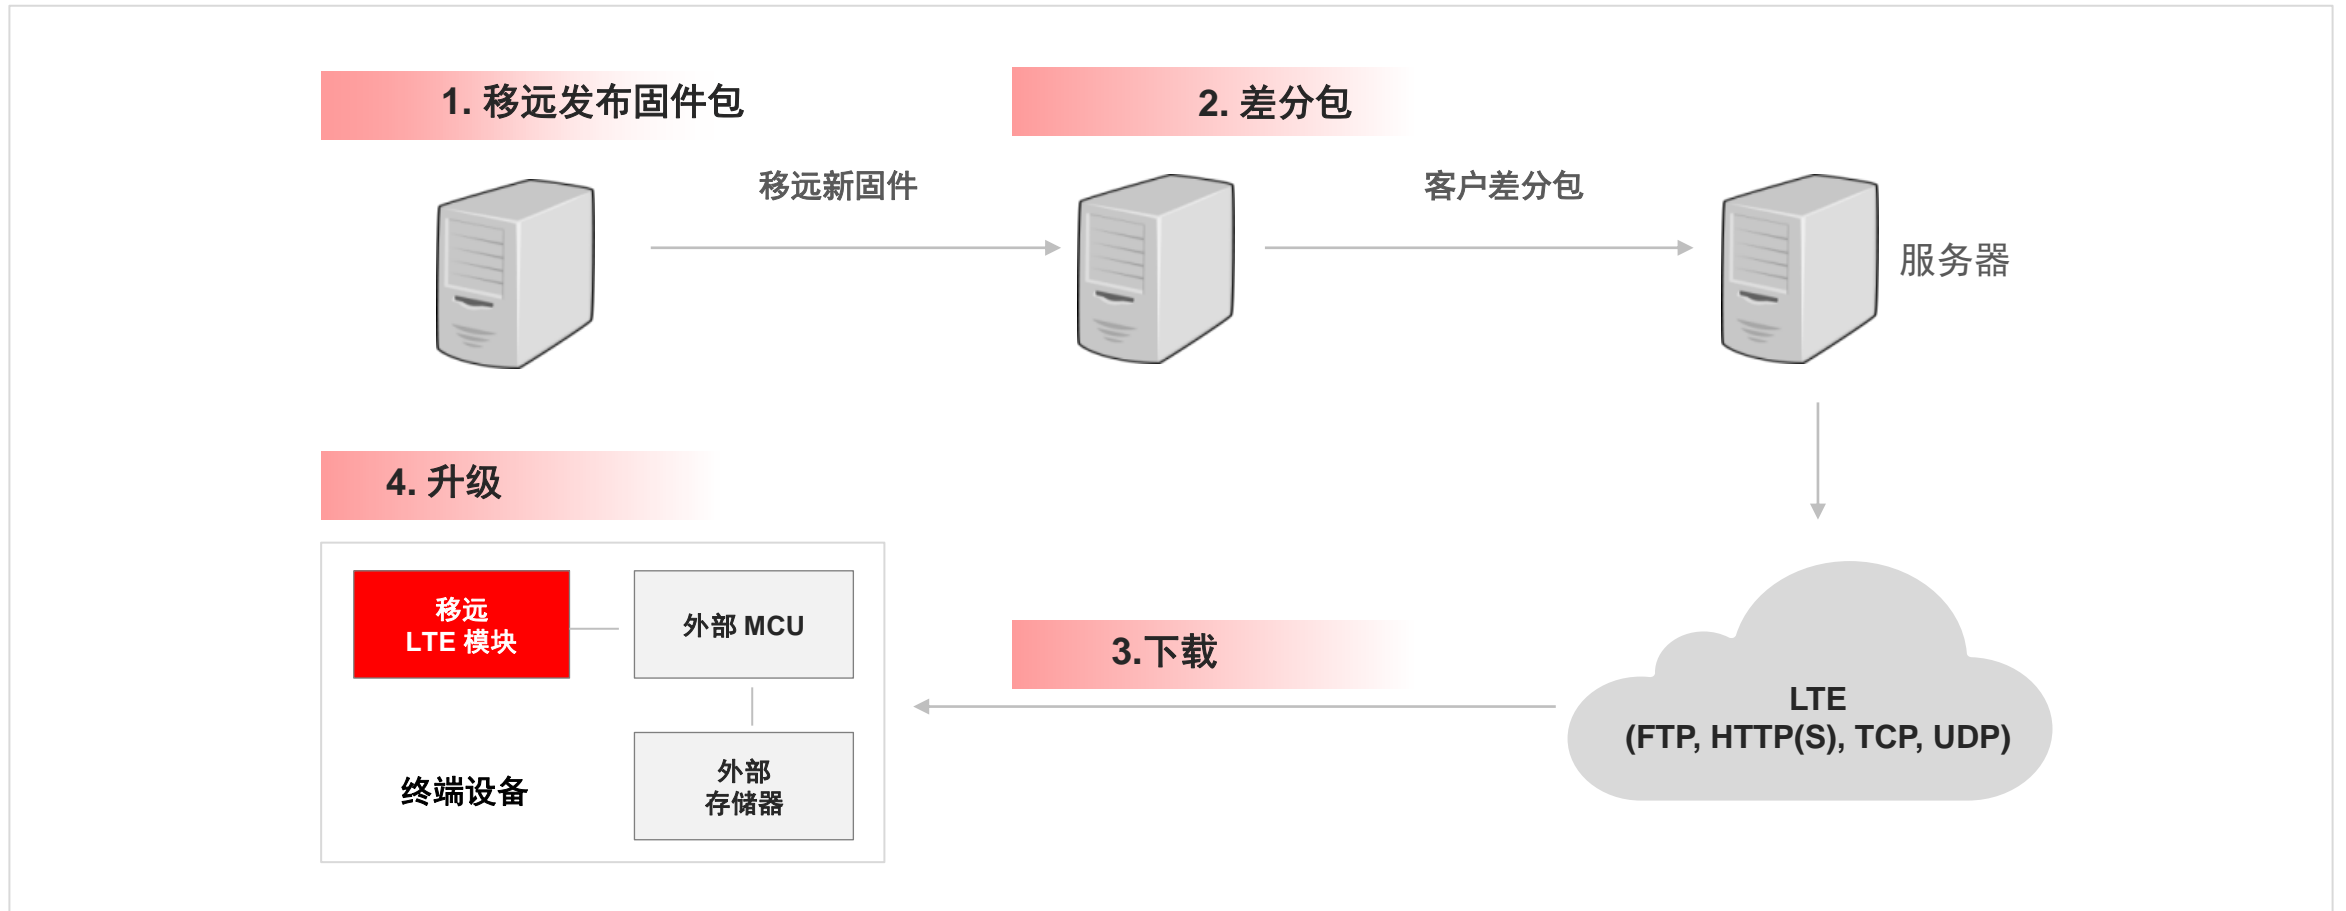 1. 移远发布固件包
2. 差分包
移远新固件
客户差分包
服务器
4. 升级
移远
LTE 模块
外部 MCU
外部
存储器
终端设备
3.下载
LTE
(FTP, HTTP(S), TCP, UDP)